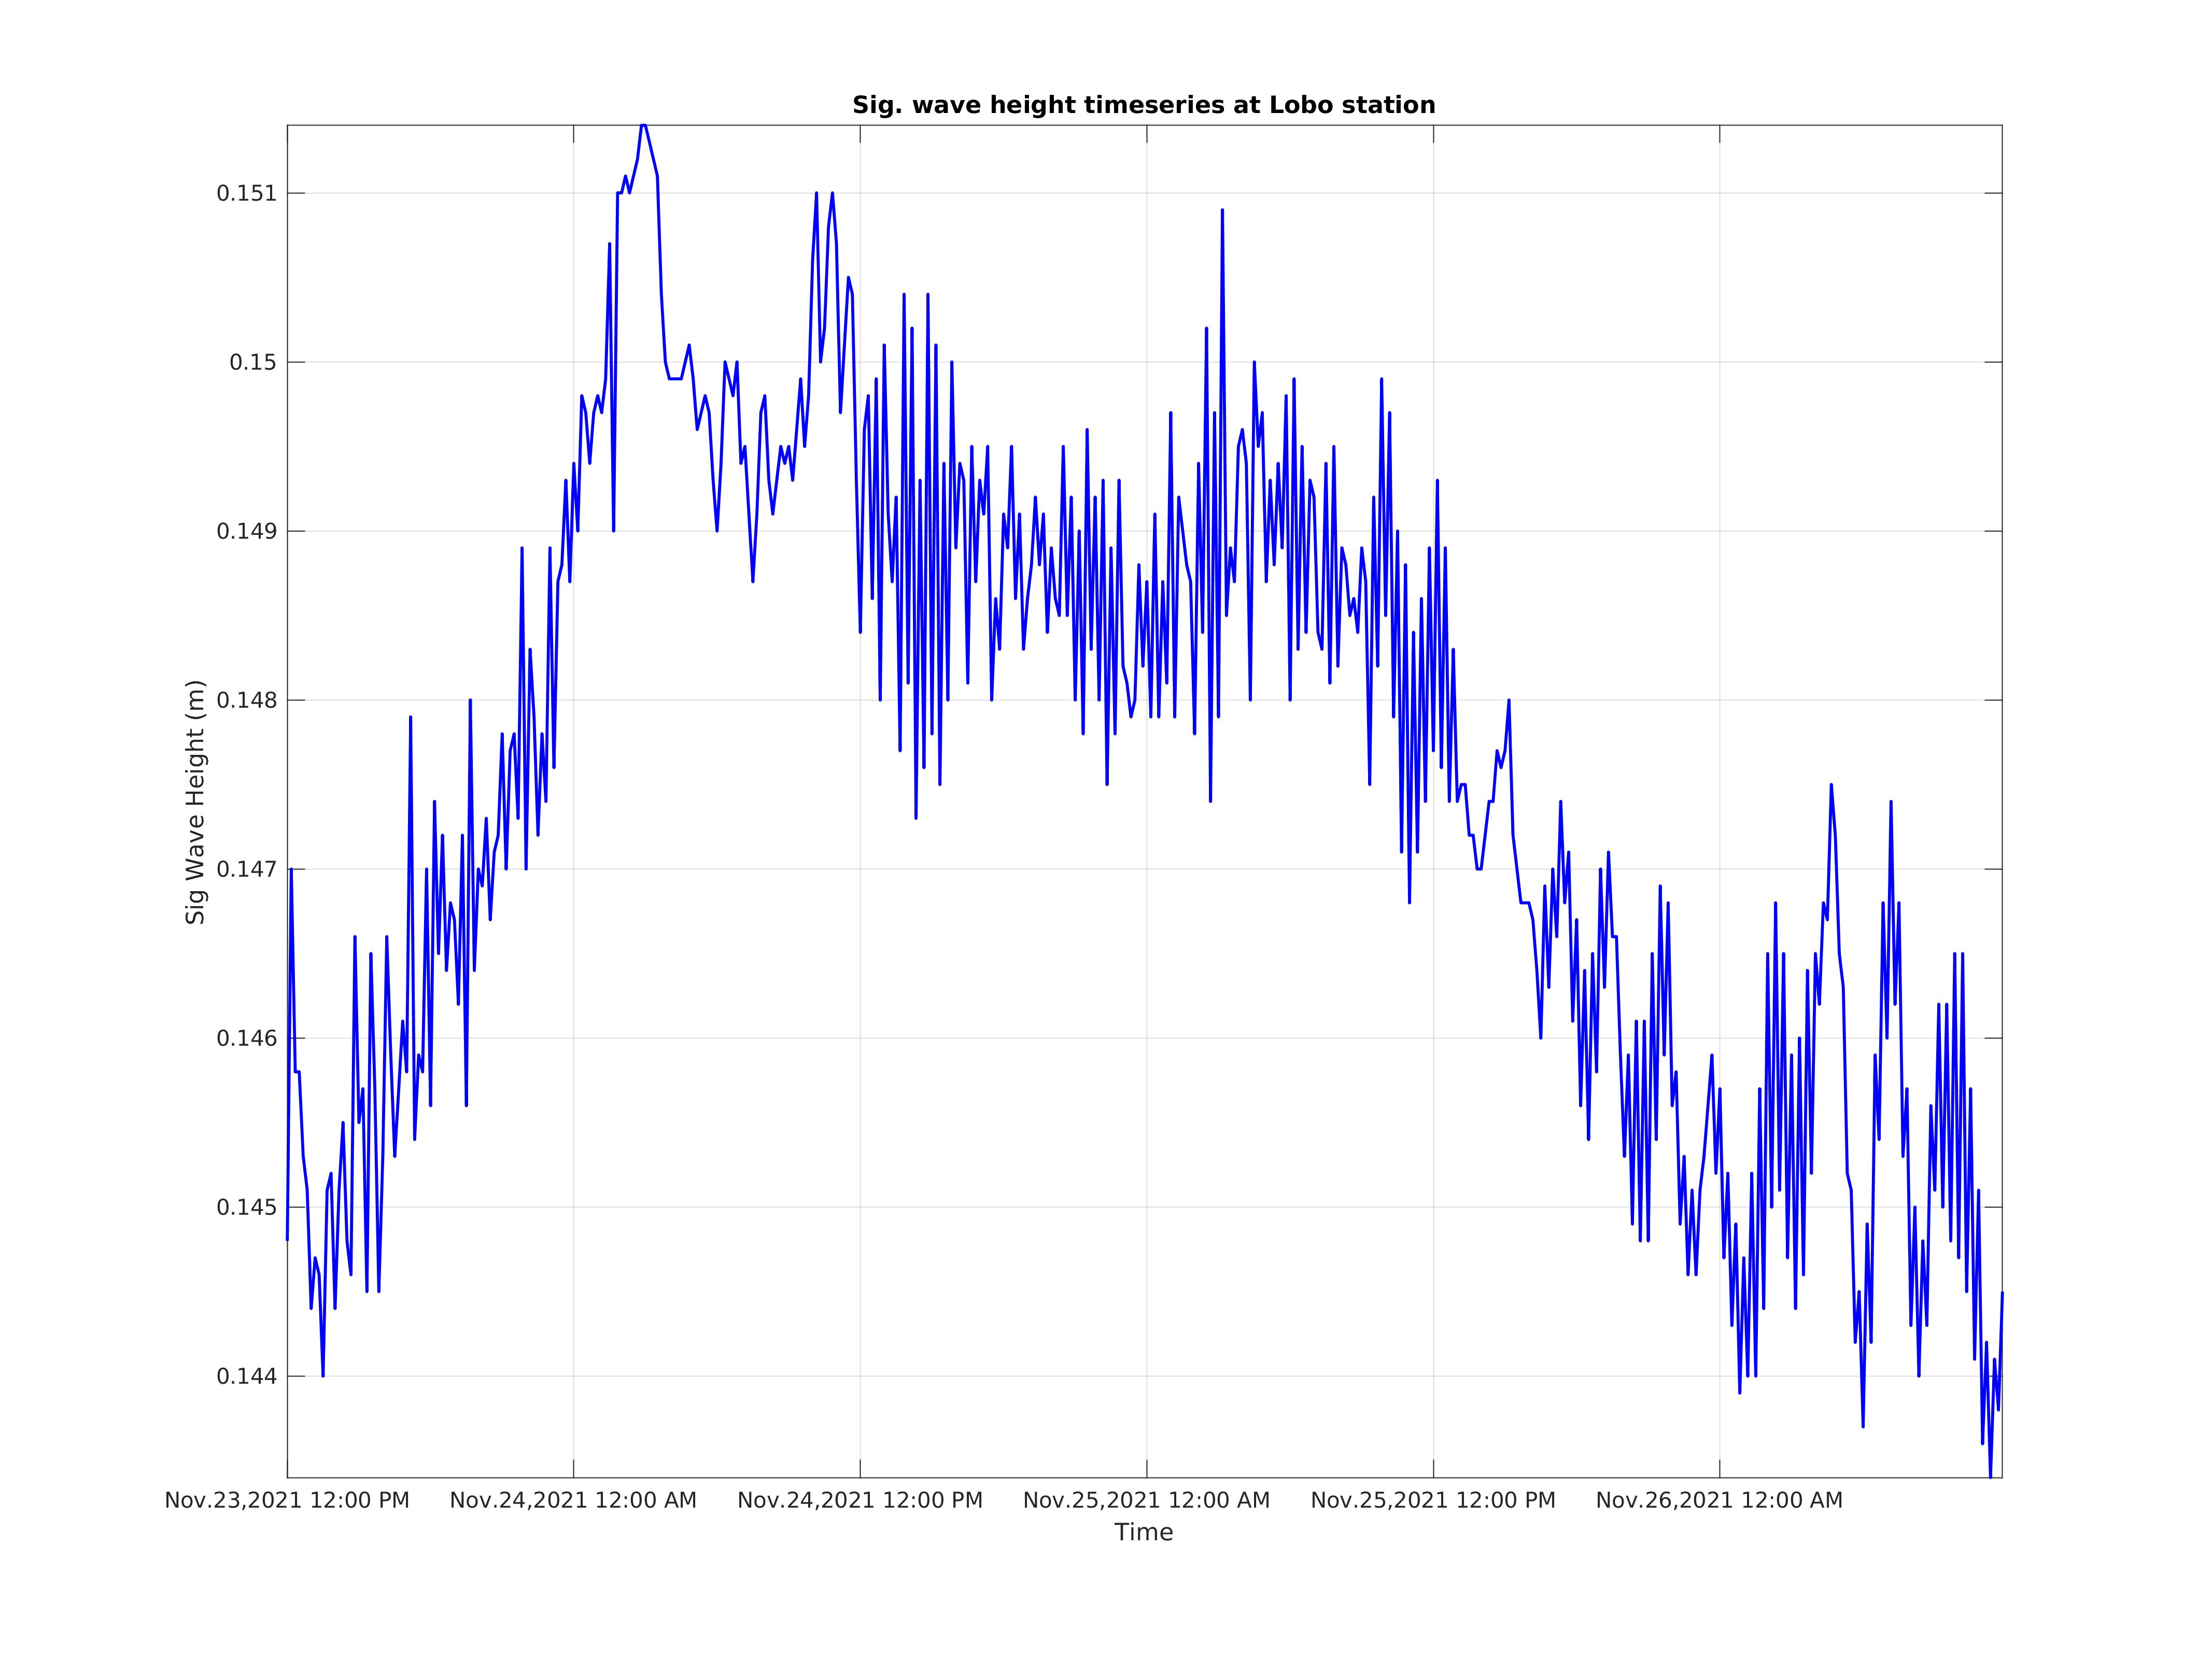 Sig. wave height timeseries at Lobo station
0.151
0.15
0.149
0.148
0.147
0.146
0.145
0.144
Sig Wave Height (m)
Nov.23,2021 12:00 PM Nov.24,2021 12:00 AM Nov.24,2021 12:00 PM Nov.25,2021 12:00 AM Nov.25,2021 12:00 PM Nov.26,2021 12:00 AM
Time